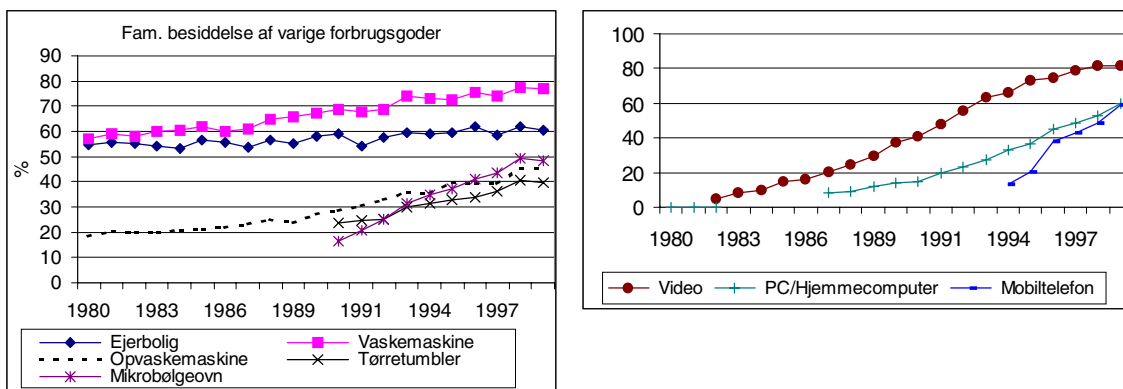 Fam. besiddelse af varige forbrugsgoder
%
90
80
70
60
50
40
30
20
10
0
1980 1983 1986 1989 1991 1994 1997
Ejerbolig Vaskemaskine
Opvaskemaskine Tørretumbler
Mikrobølgeovn
100
80
60
40
20
0
1980 1983 1986 1989 1991 1994 1997
Video PC/Hjemmecomputer Mobiltelefon